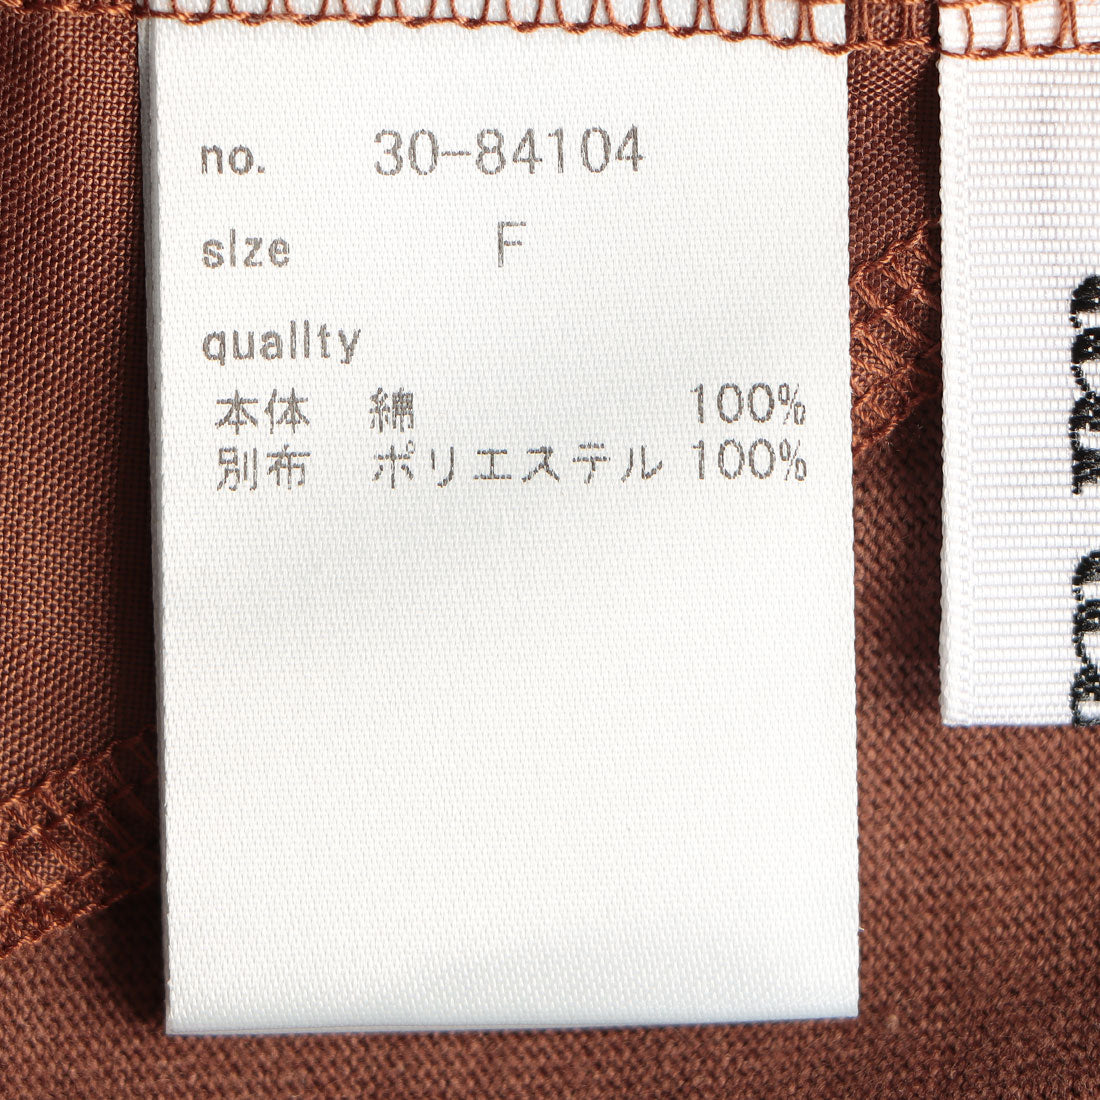 no. 30-84104
size F
quality
本体 綿 100%
別布 ポリエステル 100%